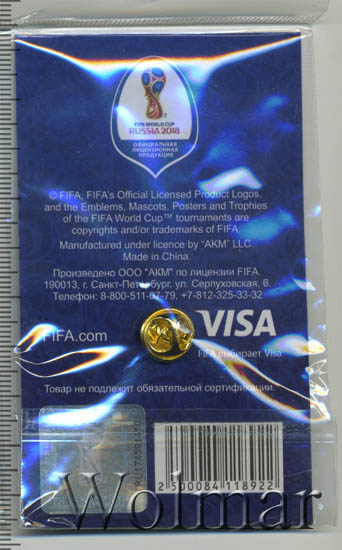 FIFA WORLD CUP
RUSSIA 2018
ОФИЦИАЛЬНАЯ
ЛИЦЕНЗИОННАЯ
ПРОДУКЦИЯ
© FIFA, FIFA's Official Licensed Product Logos,
and the Emblems, Mascots, Posters and Trophies
of the FIFA World Cup™ tournaments are
copyrights and/or trademarks of FIFA.
Manufactured under licence by "AKM" LLC.
Made in China.
Произведено ООО "АКМ" по лицензии FIFA.
190013, г. Санкт-Петербург, ул. Серпуховская, 6.
Телефон: 8-800-511-07-79, +7-812-325-33-32
FIFA.com
VISA
FIFA выбирает Visa
Товар не подлежит обязательной сертификации.
2 500084 118922
Wolmar